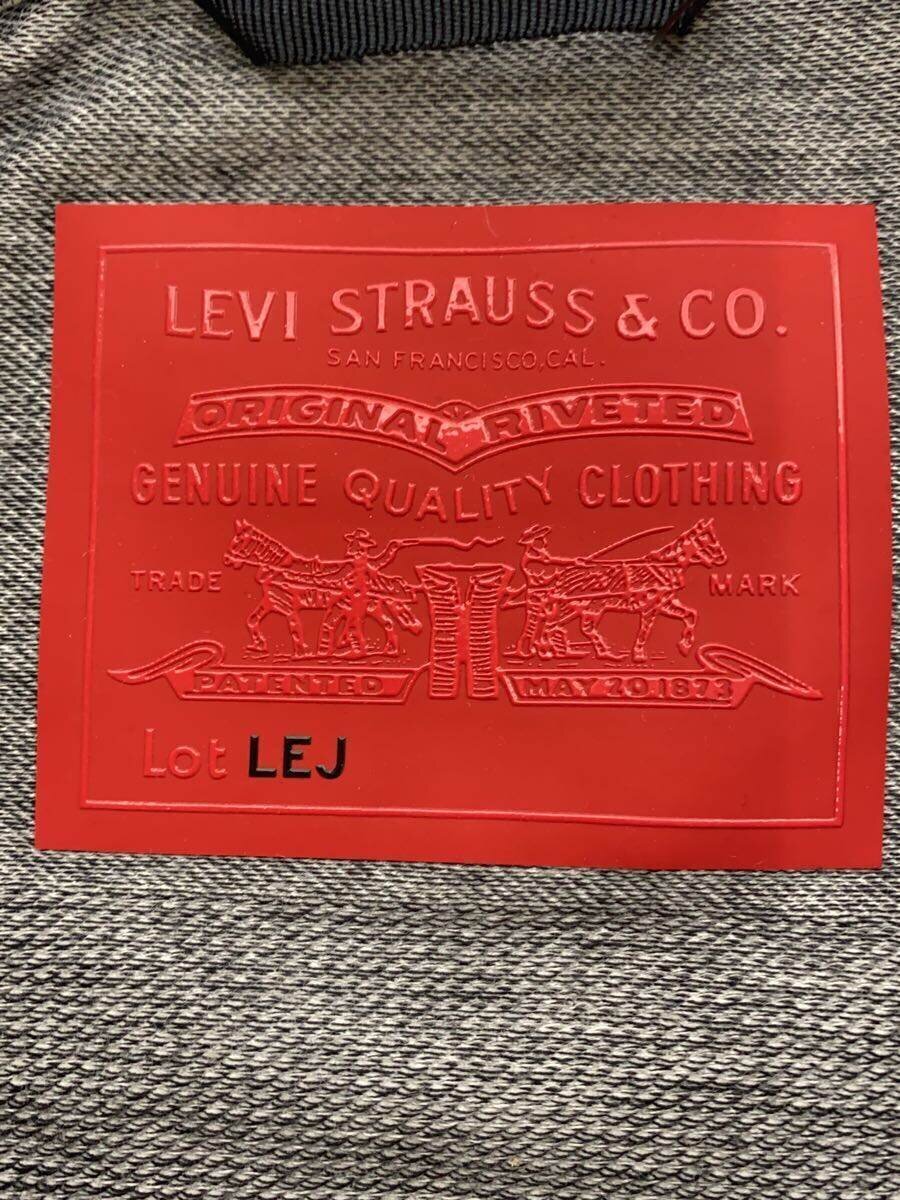 LEVI STRAUSS & CO.
SAN FRANCISCO, CAL.
ORIGINAL RIVETED
GENUINE QUALITY CLOTHING
TRADE MARK
PATENTED MAY 20 1873
Lot LEJ